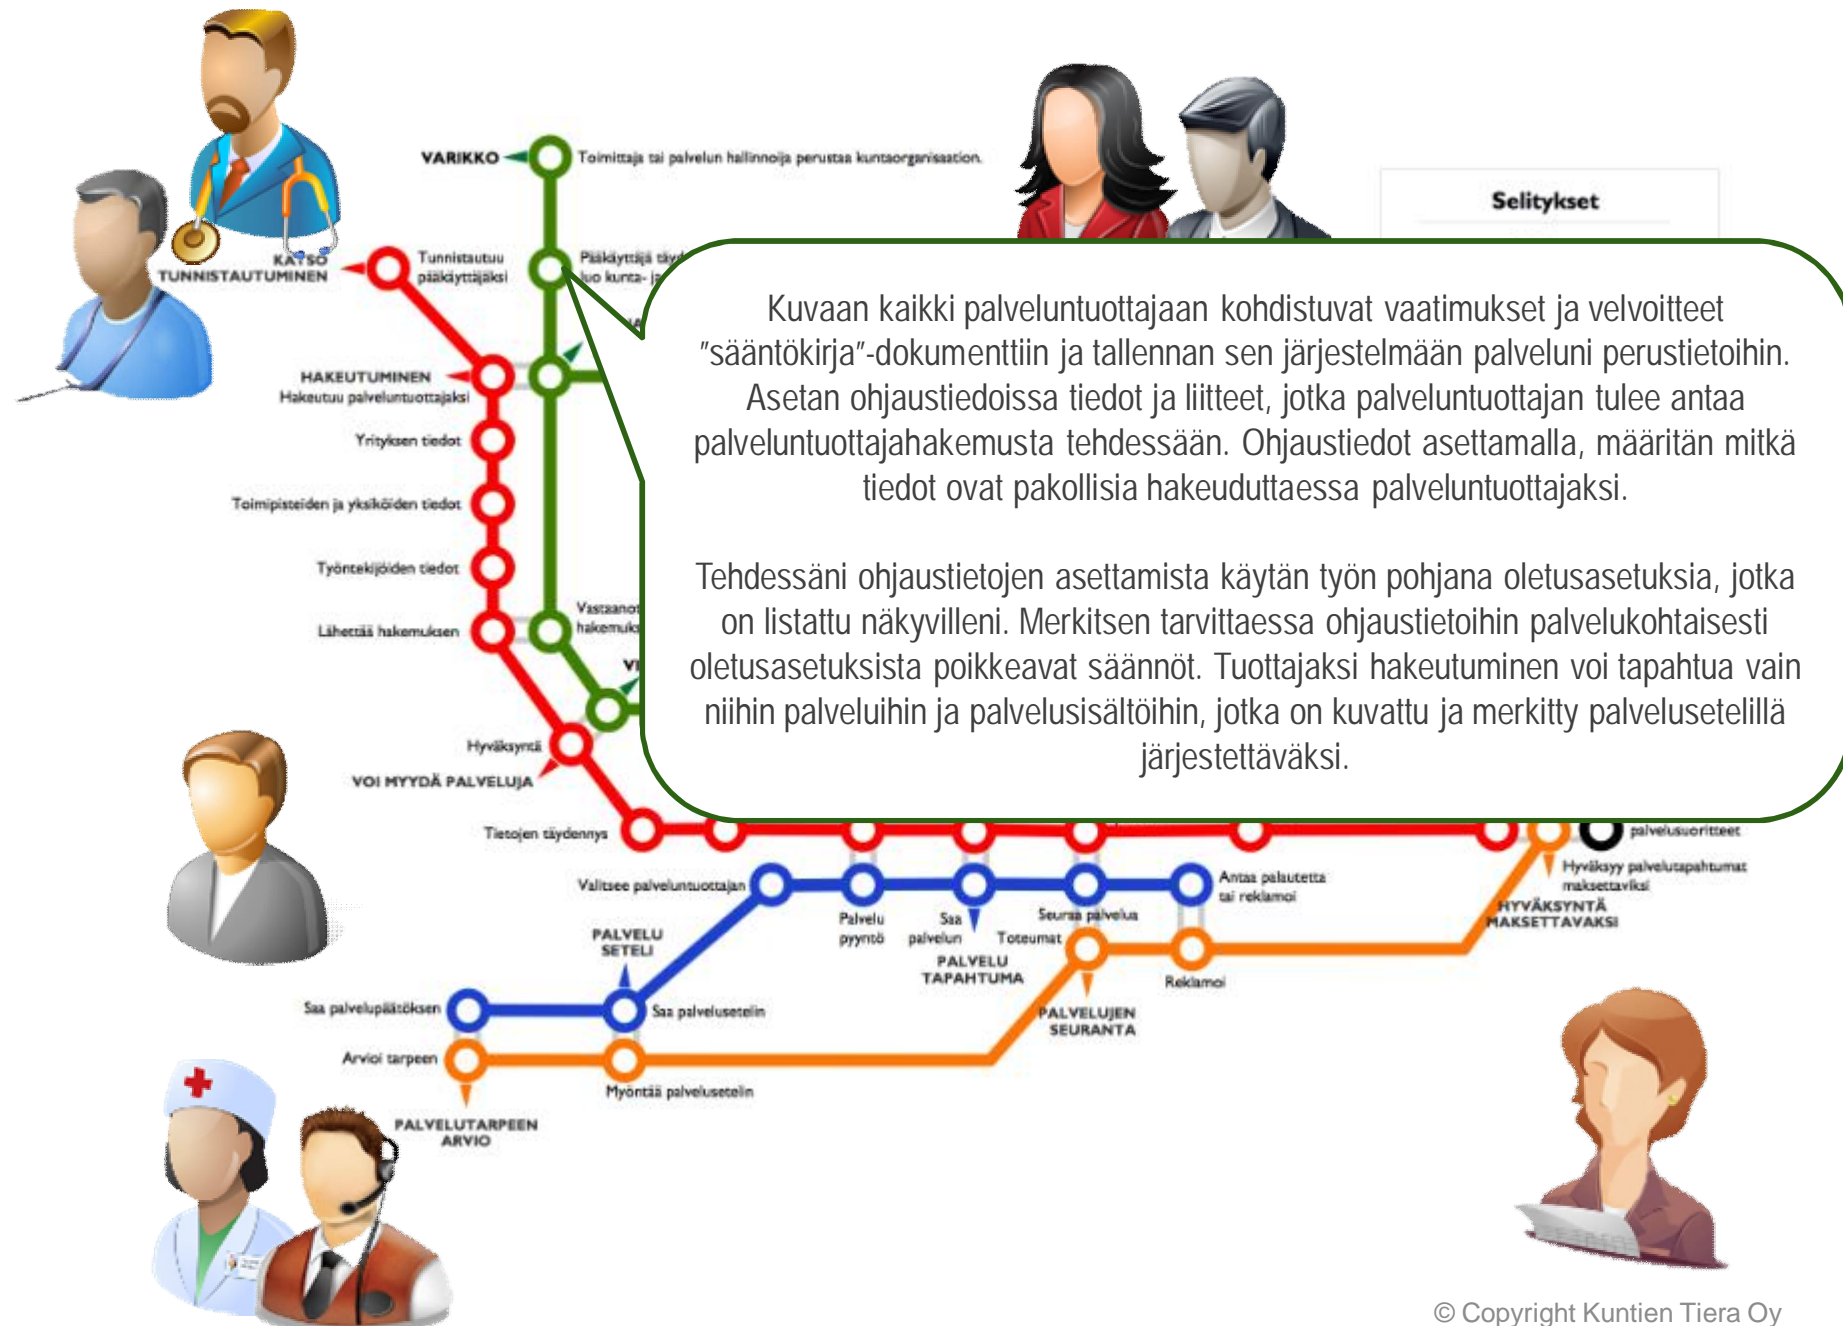 VARIKKO
Toimittaja tai palvelun hallinnoija perustaa kuntaorganisaation.
Selitykset
KATSO
TUNNISTAUTUMINEN
Tunnistautuu
pääkäyttäjäksi
Pääkäyttäjä
luo kunta- ja
Kuvaan kaikki palveluntuottajaan kohdistuvat vaatimukset ja velvoitteet
”sääntökirja”-dokumenttiin ja tallennan sen järjestelmään palveluni perustietoihin.
Asetan ohjaustiedoissa tiedot ja liitteet, jotka palveluntuottajan tulee antaa
palveluntuottajahakemusta tehdessään. Ohjaustiedot asettamalla, määritän mitkä
tiedot ovat pakollisia hakeuduttaessa palveluntuottajaksi.
Tehdessäni ohjaustietojen asettamista käytän työn pohjana oletusasetuksia, jotka
on listattu näkyvilleni. Merkitsen tarvittaessa ohjaustietoihin palvelukohtaisesti
oletusasetuksista poikkeavat säännöt. Tuottajaksi hakeutuminen voi tapahtua vain
niihin palveluihin ja palvelusisältöihin, jotka on kuvattu ja merkitty palvelusetelillä
järjestettäväksi.
HAKEUTUMINEN
Hakeutuu palveluntuottajaksi
Yrityksen tiedot
Toimipisteiden ja yksiköiden tiedot
Työntekijöiden tiedot
Lähettää hakemuksen
Hyväksyntä
VOI MYYDÄ PALVELUJA
Tietojen täydennys
palvelusuoritteet
Hyväksyy palvelutapahtumat
maksettaviksi
HYVÄKSYNTÄ
MAKSETTAVAKSI
Valitsee palveluntuottajan
Palvelu
pyyntö
Saa
palvelun
PALVELU
TAPAHTUMA
Seuraa palvelua
Toteumat
Antaa palautetta
tai reklamoi
Reklamoi
PALVELUJEN
SEURANTA
PALVELU
SETELI
Saa palvelupäätöksen
Saa palvelusetelin
Arvioi tarpeen
Myöntää palvelusetelin
PALVELUTARPEEN
ARVIO
© Copyright Kuntien Tiera Oy